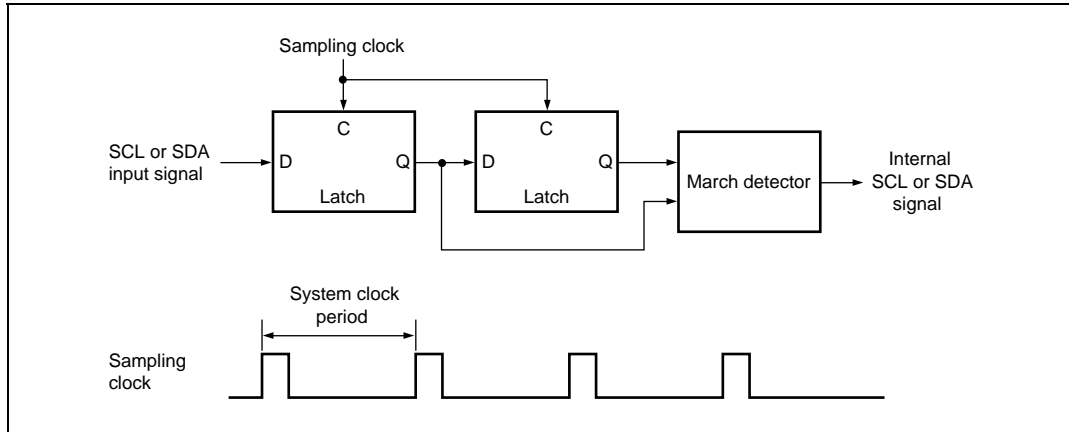 Sampling clock
C
C
SCL or SDA
input signal
D
Q
D
Q
Latch
Latch
March detector
Internal
SCL or SDA
signal
System clock
period
Sampling
clock